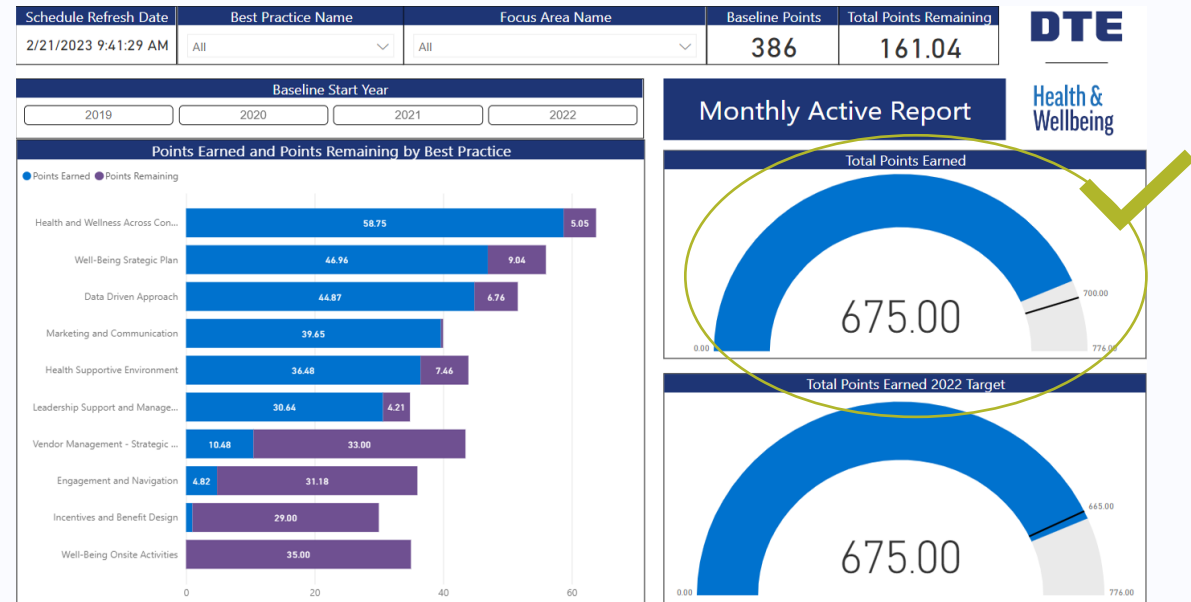 Schedule Refresh Date
2/21/2023 9:41:29 AM
Best Practice Name
All
Focus Area Name
All
Baseline Points
386
Total Points Remaining
161.04
DTE
Health &
Wellbeing
Baseline Start Year
2019 2020 2021 2022
Monthly Active Report
Points Earned and Points Remaining by Best Practice
Points Earned Points Remaining
Health and Wellness Across Con... 58.75 5.05
Well-Being Srategic Plan 46.96 9.04
Data Driven Approach 44.87 6.76
Marketing and Communication 39.65
Health Supportive Environment 36.48 7.46
Leadership Support and Manage... 30.64 4.21
Vendor Management - Strategic ... 10.48 33.00
Engagement and Navigation 4.82 31.18
Incentives and Benefit Design 29.00
Well-Being Onsite Activities 35.00
0 20 40 60
Total Points Earned
675.00
0.00
700.00
776.00
Total Points Earned 2022 Target
675.00
0.00
665.00
776.00